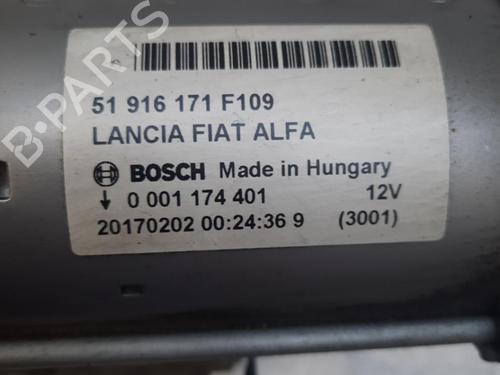 51 916 171 F109
LANCIA FIAT ALFA
BOSCH Made in Hungary
0 001 174 401 12V
20170202 00:24:36 9 (3001)
B-PARTS